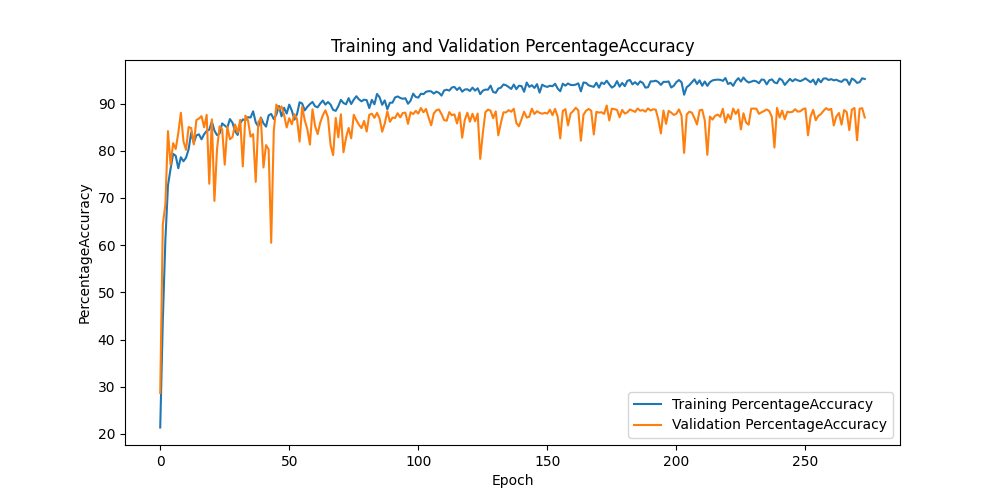 Training and Validation PercentageAccuracy
PercentageAccuracy
90
80
70
60
50
40
30
20
0 50 100 150 200 250
Epoch
Training PercentageAccuracy
Validation PercentageAccuracy